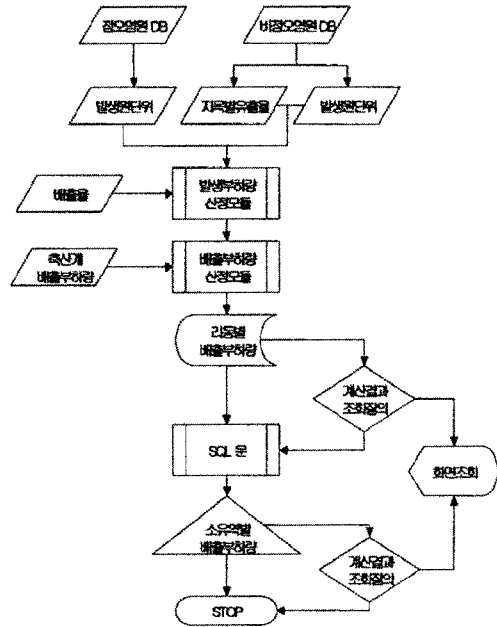 점오염원 DB
비점오염원 DB
발생원단위
지목별유출율
발생원단위
배출율
발생부하량
산정모듈
축산계
배출부하량
배출부하량
산정모듈
리동별
배출부하량
계산결과
조회질의
SQL 문
화면조회
소유역별
배출부하량
계산결과
조회질의
STOP